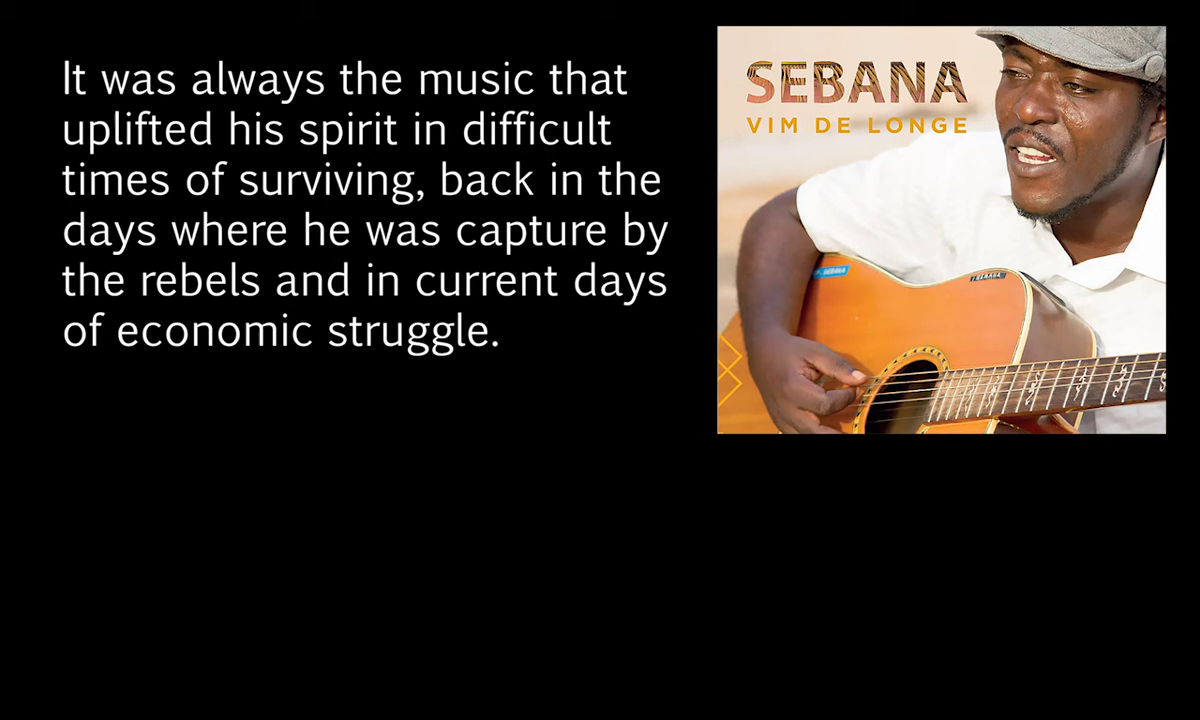 It was always the music that
uplifted his spirit in difficult
times of surviving, back in the
days where he was capture by
the rebels and in current days
of economic struggle.
SEBANA
VIM DE LONGE